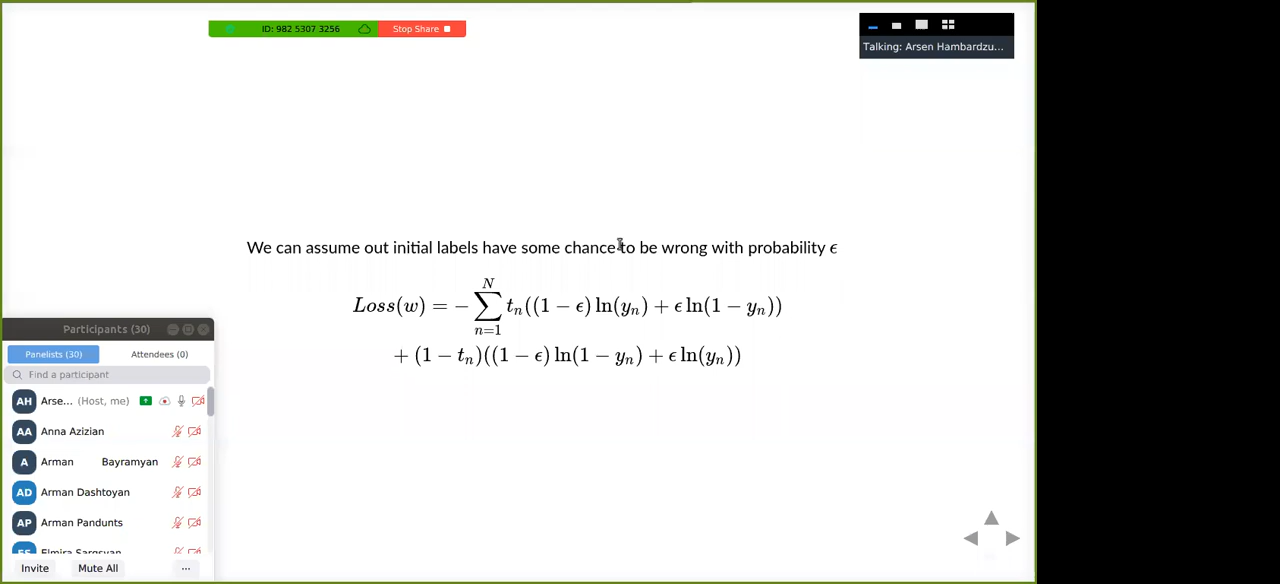 ID: 982 5307 3256
Stop Share
Talking: Arsen Hambardzu...
We can assume out initial labels have some chance to be wrong with probability ϵ
Loss(w) = − ∑_{n=1}^{N} t_n((1 − ϵ) ln(y_n) + ϵ ln(1 − y_n))
+ (1 − t_n)((1 − ϵ) ln(1 − y_n) + ϵ ln(y_n))
Participants (30)
Panelists (30)
Attendees (0)
Find a participant
AH Arse... (Host, me)
AA Anna Azizian
A Arman Bayramyan
AD Arman Dashtoyan
AP Arman Pandunts
Elmira Sargsyan
Invite
Mute All
...